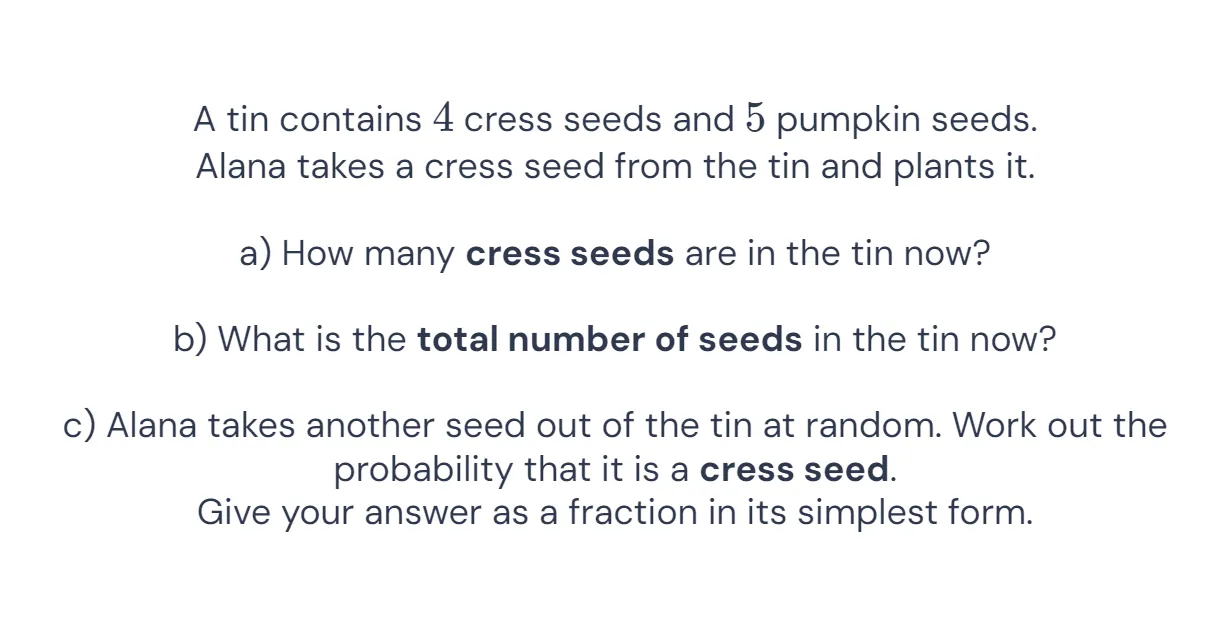 A tin contains 4 cress seeds and 5 pumpkin seeds.
Alana takes a cress seed from the tin and plants it.
a) How many cress seeds are in the tin now?
b) What is the total number of seeds in the tin now?
c) Alana takes another seed out of the tin at random. Work out the
probability that it is a cress seed.
Give your answer as a fraction in its simplest form.